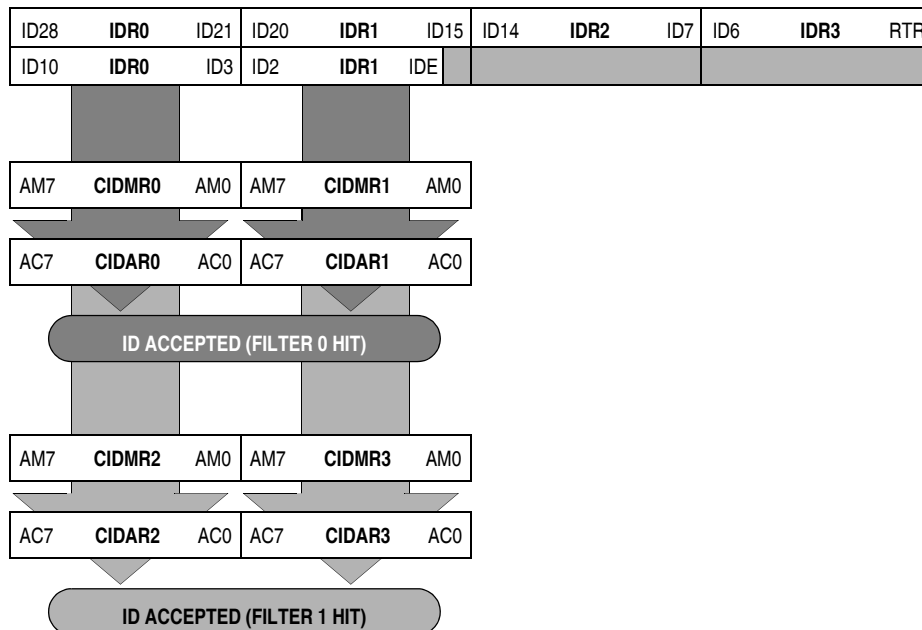 ID28 IDR0 ID21 ID20 IDR1 ID15 ID14 IDR2 ID7 ID6 IDR3 RTR
ID10 IDR0 ID3 ID2 IDR1 IDE
AM7 CIDMR0 AM0 AM7 CIDMR1 AM0
AC7 CIDAR0 AC0 AC7 CIDAR1 AC0
ID ACCEPTED (FILTER 0 HIT)
AM7 CIDMR2 AM0 AM7 CIDMR3 AM0
AC7 CIDAR2 AC0 AC7 CIDAR3 AC0
ID ACCEPTED (FILTER 1 HIT)